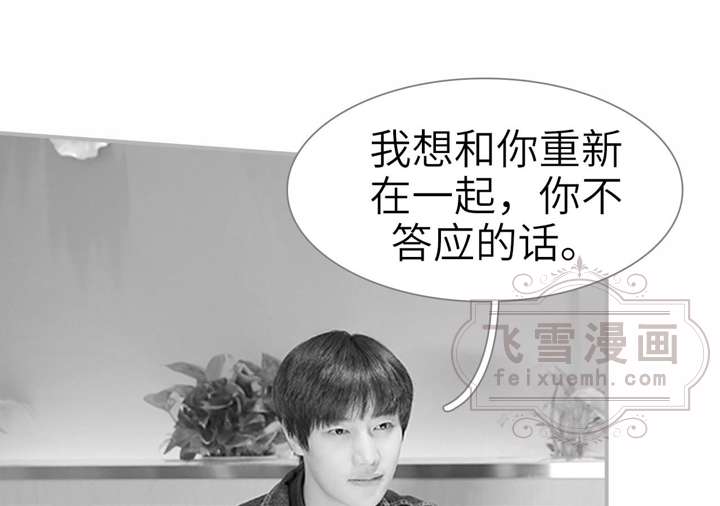 我想和你重新
在一起，你不
答应的话。
飞雪漫画
feixuemh.com